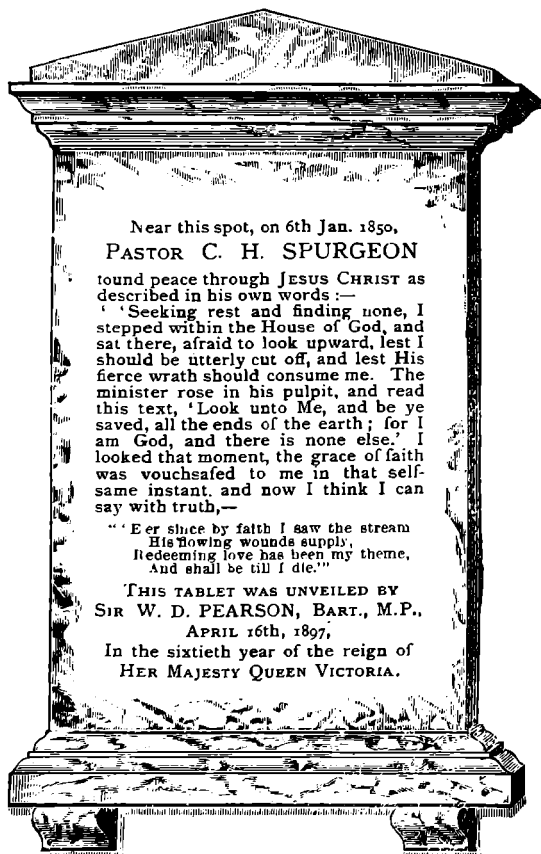 Near this spot, on 6th Jan. 1850,
PASTOR C. H. SPURGEON
found peace through JESUS CHRIST as
described in his own words :—
' 'Seeking rest and finding none, I
stepped within the House of God, and
sat there, afraid to look upward, lest I
should be utterly cut off, and lest His
fierce wrath should consume me. The
minister rose in his pulpit, and read
this text, 'Look unto Me, and be ye
saved, all the ends of the earth ; for I
am God, and there is none else.' I
looked that moment, the grace of faith
was vouchsafed to me in that self-
same instant. and now I think I can
say with truth,—
"'E'er since by faith I saw the stream
His flowing wounds supply,
Redeeming love has been my theme,
And shall be till I die.'"
THIS TABLET WAS UNVEILED BY
SIR W. D. PEARSON, BART., M.P.,
APRIL 16th, 1897,
In the sixtieth year of the reign of
HER MAJESTY QUEEN VICTORIA.